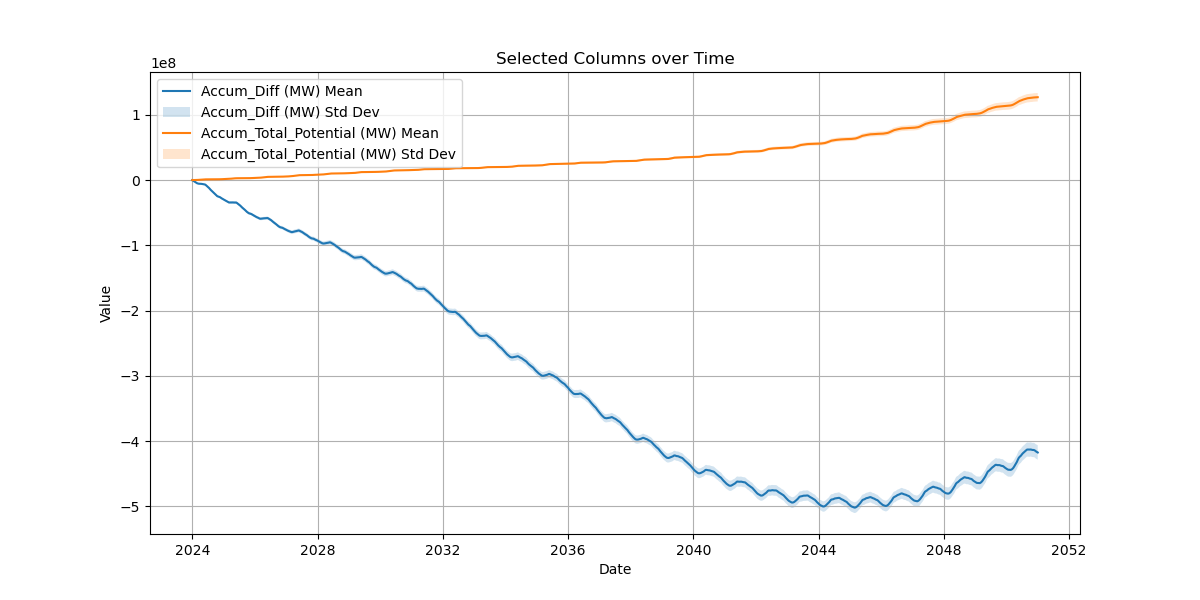 Selected Columns over Time
1e8
Accum_Diff (MW) Mean
Accum_Diff (MW) Std Dev
Accum_Total_Potential (MW) Mean
Accum_Total_Potential (MW) Std Dev
1
0
−1
−2
−3
−4
−5
Value
2024 2028 2032 2036 2040 2044 2048 2052
Date